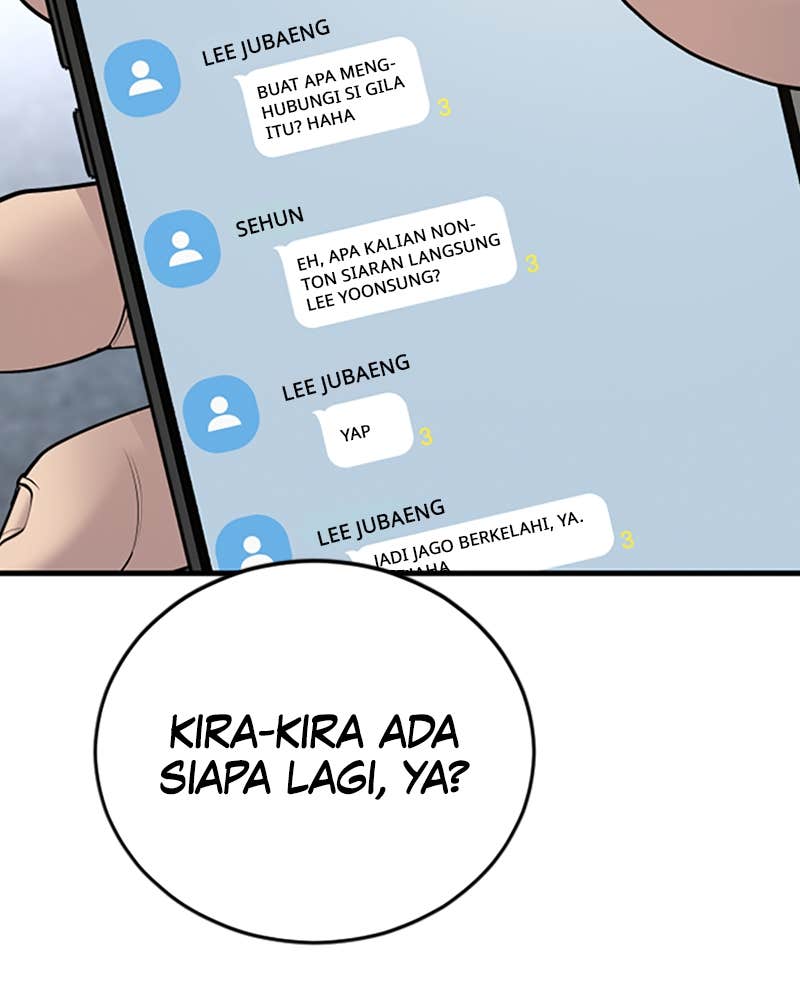 LEE JUBAENG
BUAT APA MENG-
HUBUNGI SI GILA
ITU? HAHA
3
SEHUN
EH, APA KALIAN NON-
TON SIARAN LANGSUNG
LEE YOONSUNG?
3
LEE JUBAENG
YAP
3
LEE JUBAENG
JADI JAGO BERKELAHI, YA.
3
KIRA-KIRA ADA
SIAPA LAGI, YA?